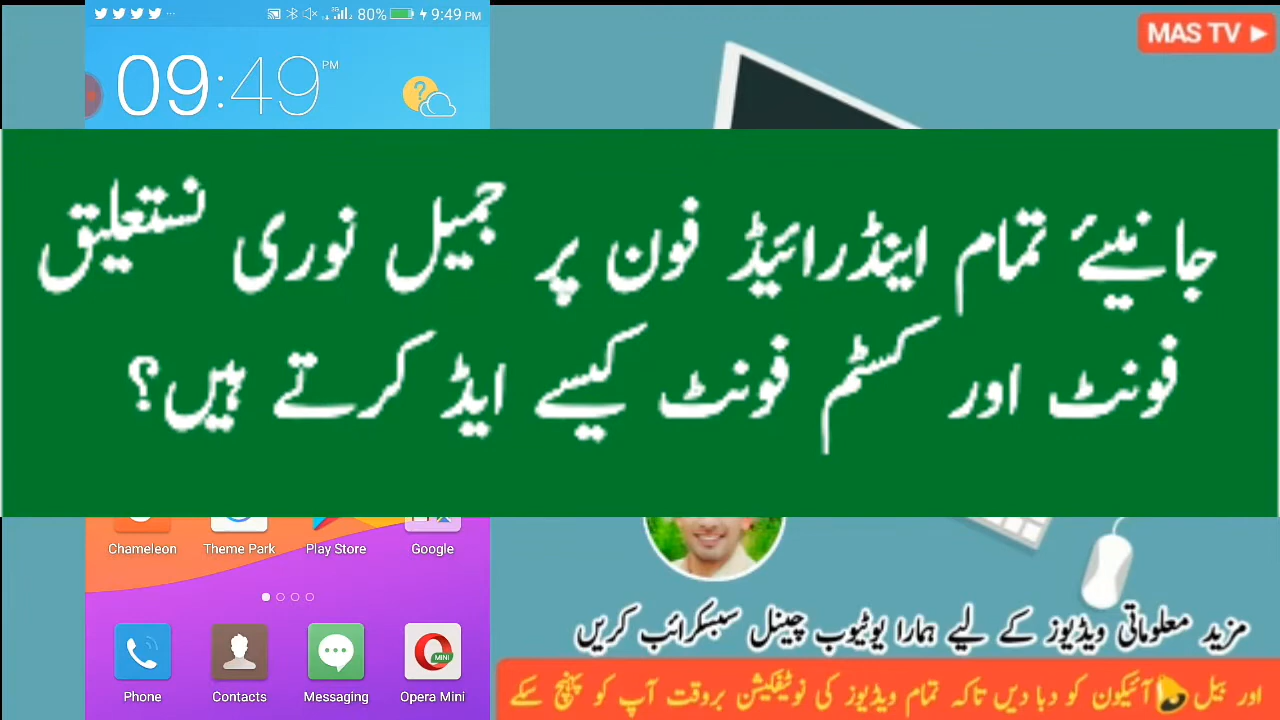 80% 9:49 PM
MAS TV
09:49 PM
?
جانیئے تمام اینڈرائیڈ فون پر جمیل نوری نستعلیق
فونٹ اور کسٹم فونٹ کیسے ایڈ کرتے ہیں؟
Chameleon Theme Park Play Store Google
مزید معلوماتی ویڈیوز کے لیے ہمارا یوٹیوب چینل سبسکرائب کریں
Phone Contacts Messaging Opera Mini
MINI
اور بیل آئیکون کو دبا دیں تاکہ تمام ویڈیوز کی نوٹیفکیشن بروقت آپ کو پہنچ سکے